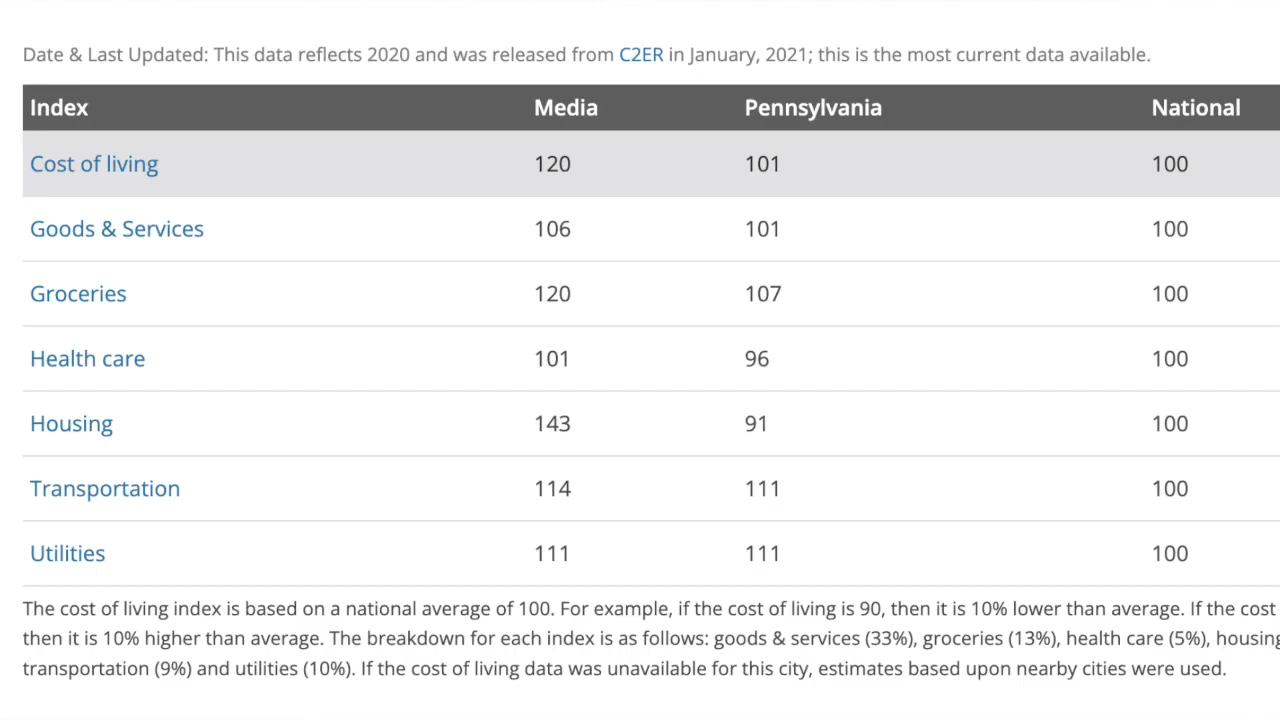 Date & Last Updated: This data reflects 2020 and was released from C2ER in January, 2021; this is the most current data available.
Index Media Pennsylvania National
Cost of living 120 101 100
Goods & Services 106 101 100
Groceries 120 107 100
Health care 101 96 100
Housing 143 91 100
Transportation 114 111 100
Utilities 111 111 100
The cost of living index is based on a national average of 100. For example, if the cost of living is 90, then it is 10% lower than average. If the cost
then it is 10% higher than average. The breakdown for each index is as follows: goods & services (33%), groceries (13%), health care (5%), housing
transportation (9%) and utilities (10%). If the cost of living data was unavailable for this city, estimates based upon nearby cities were used.